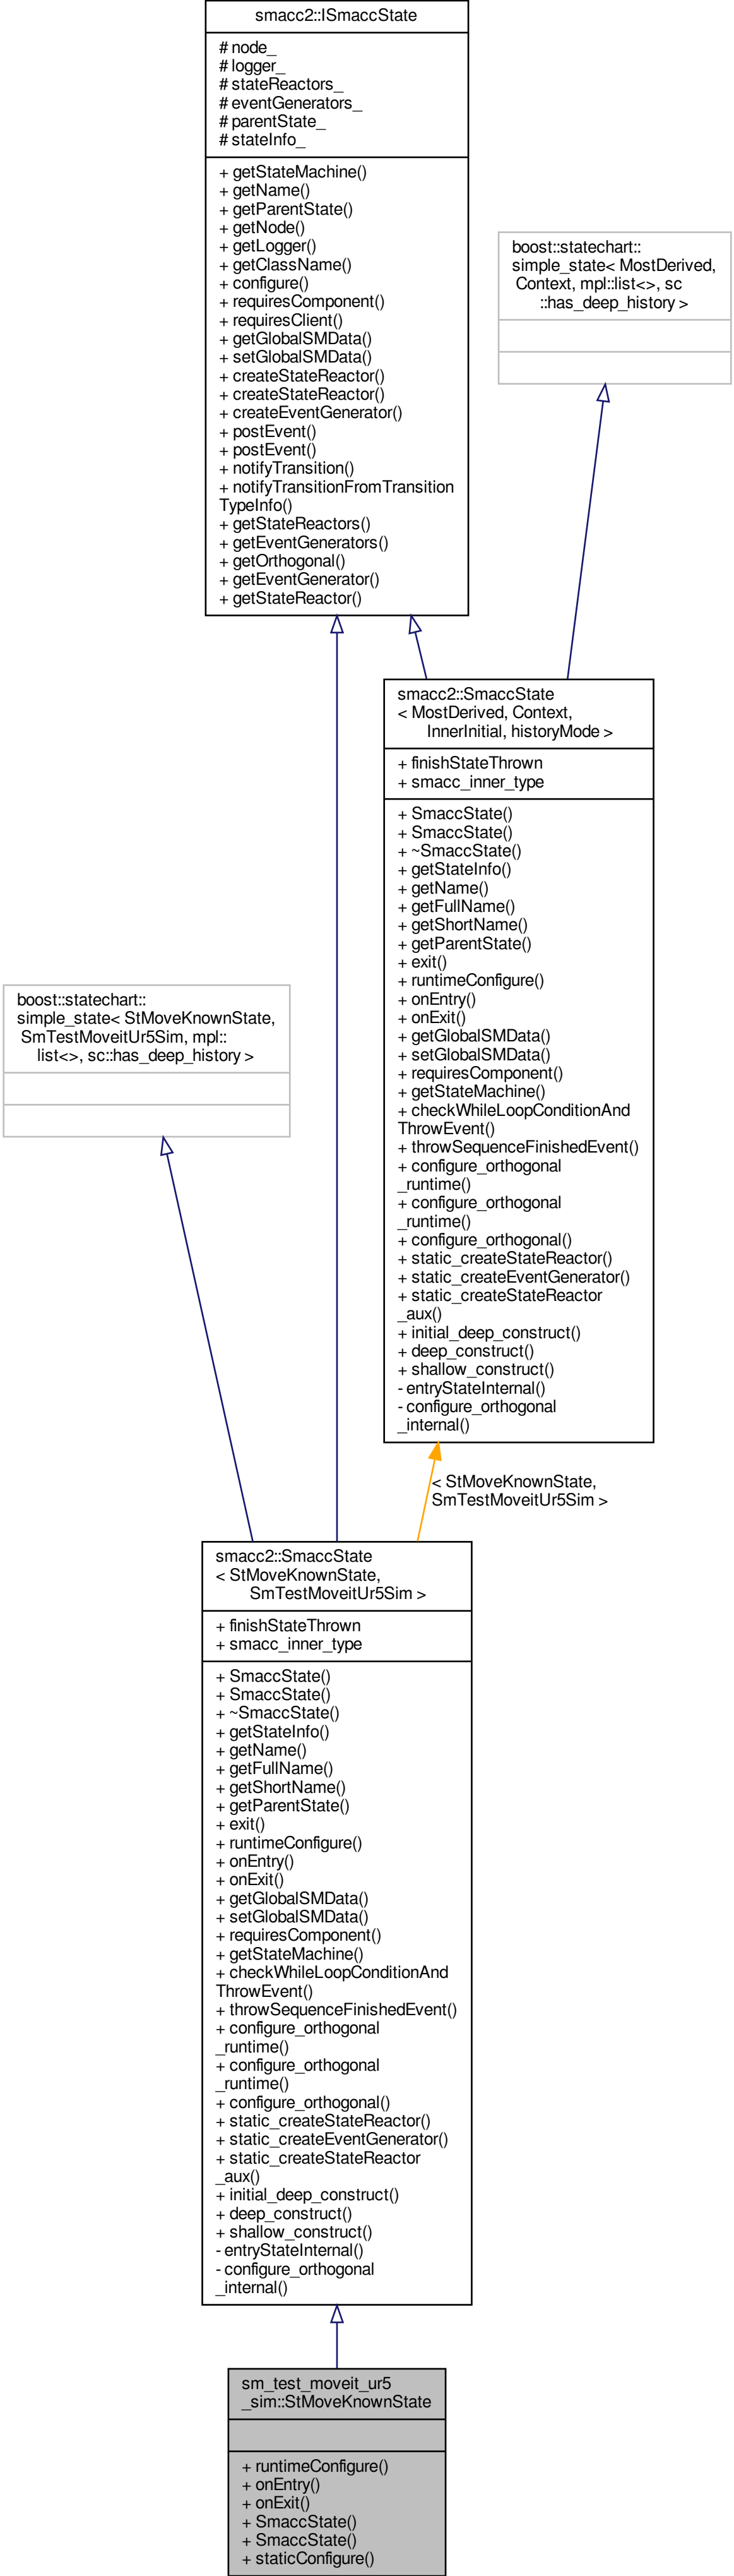 smacc2::ISmaccState
# node_
# logger_
# stateReactors_
# eventGenerators_
# parentState_
# stateInfo_
+ getStateMachine()
+ getName()
+ getParentState()
+ getNode()
+ getLogger()
+ getClassName()
+ configure()
+ requiresComponent()
+ requiresClient()
+ getGlobalSMData()
+ setGlobalSMData()
+ createStateReactor()
+ createStateReactor()
+ createEventGenerator()
+ postEvent()
+ postEvent()
+ notifyTransition()
+ notifyTransitionFromTransition
TypeInfo()
+ getStateReactors()
+ getEventGenerators()
+ getOrthogonal()
+ getEventGenerator()
+ getStateReactor()
boost::statechart::
simple_state< MostDerived,
Context, mpl::list<>, sc
::has_deep_history >
smacc2::SmaccState
< MostDerived, Context,
InnerInitial, historyMode >
+ finishStateThrown
+ smacc_inner_type
+ SmaccState()
+ SmaccState()
+ ~SmaccState()
+ getStateInfo()
+ getName()
+ getFullName()
+ getShortName()
+ getParentState()
+ exit()
+ runtimeConfigure()
+ onEntry()
+ onExit()
+ getGlobalSMData()
+ setGlobalSMData()
+ requiresComponent()
+ getStateMachine()
+ checkWhileLoopConditionAnd
ThrowEvent()
+ throwSequenceFinishedEvent()
+ configure_orthogonal
_runtime()
+ configure_orthogonal
_runtime()
+ configure_orthogonal()
+ static_createStateReactor()
+ static_createEventGenerator()
+ static_createStateReactor
_aux()
+ initial_deep_construct()
+ deep_construct()
+ shallow_construct()
- entryStateInternal()
- configure_orthogonal
_internal()
boost::statechart::
simple_state< StMoveKnownState,
SmTestMoveitUr5Sim, mpl::
list<>, sc::has_deep_history >
< StMoveKnownState,
SmTestMoveitUr5Sim >
smacc2::SmaccState
< StMoveKnownState,
SmTestMoveitUr5Sim >
+ finishStateThrown
+ smacc_inner_type
+ SmaccState()
+ SmaccState()
+ ~SmaccState()
+ getStateInfo()
+ getName()
+ getFullName()
+ getShortName()
+ getParentState()
+ exit()
+ runtimeConfigure()
+ onEntry()
+ onExit()
+ getGlobalSMData()
+ setGlobalSMData()
+ requiresComponent()
+ getStateMachine()
+ checkWhileLoopConditionAnd
ThrowEvent()
+ throwSequenceFinishedEvent()
+ configure_orthogonal
_runtime()
+ configure_orthogonal
_runtime()
+ configure_orthogonal()
+ static_createStateReactor()
+ static_createEventGenerator()
+ static_createStateReactor
_aux()
+ initial_deep_construct()
+ deep_construct()
+ shallow_construct()
- entryStateInternal()
- configure_orthogonal
_internal()
sm_test_moveit_ur5
_sim::StMoveKnownState
+ runtimeConfigure()
+ onEntry()
+ onExit()
+ SmaccState()
+ SmaccState()
+ staticConfigure()